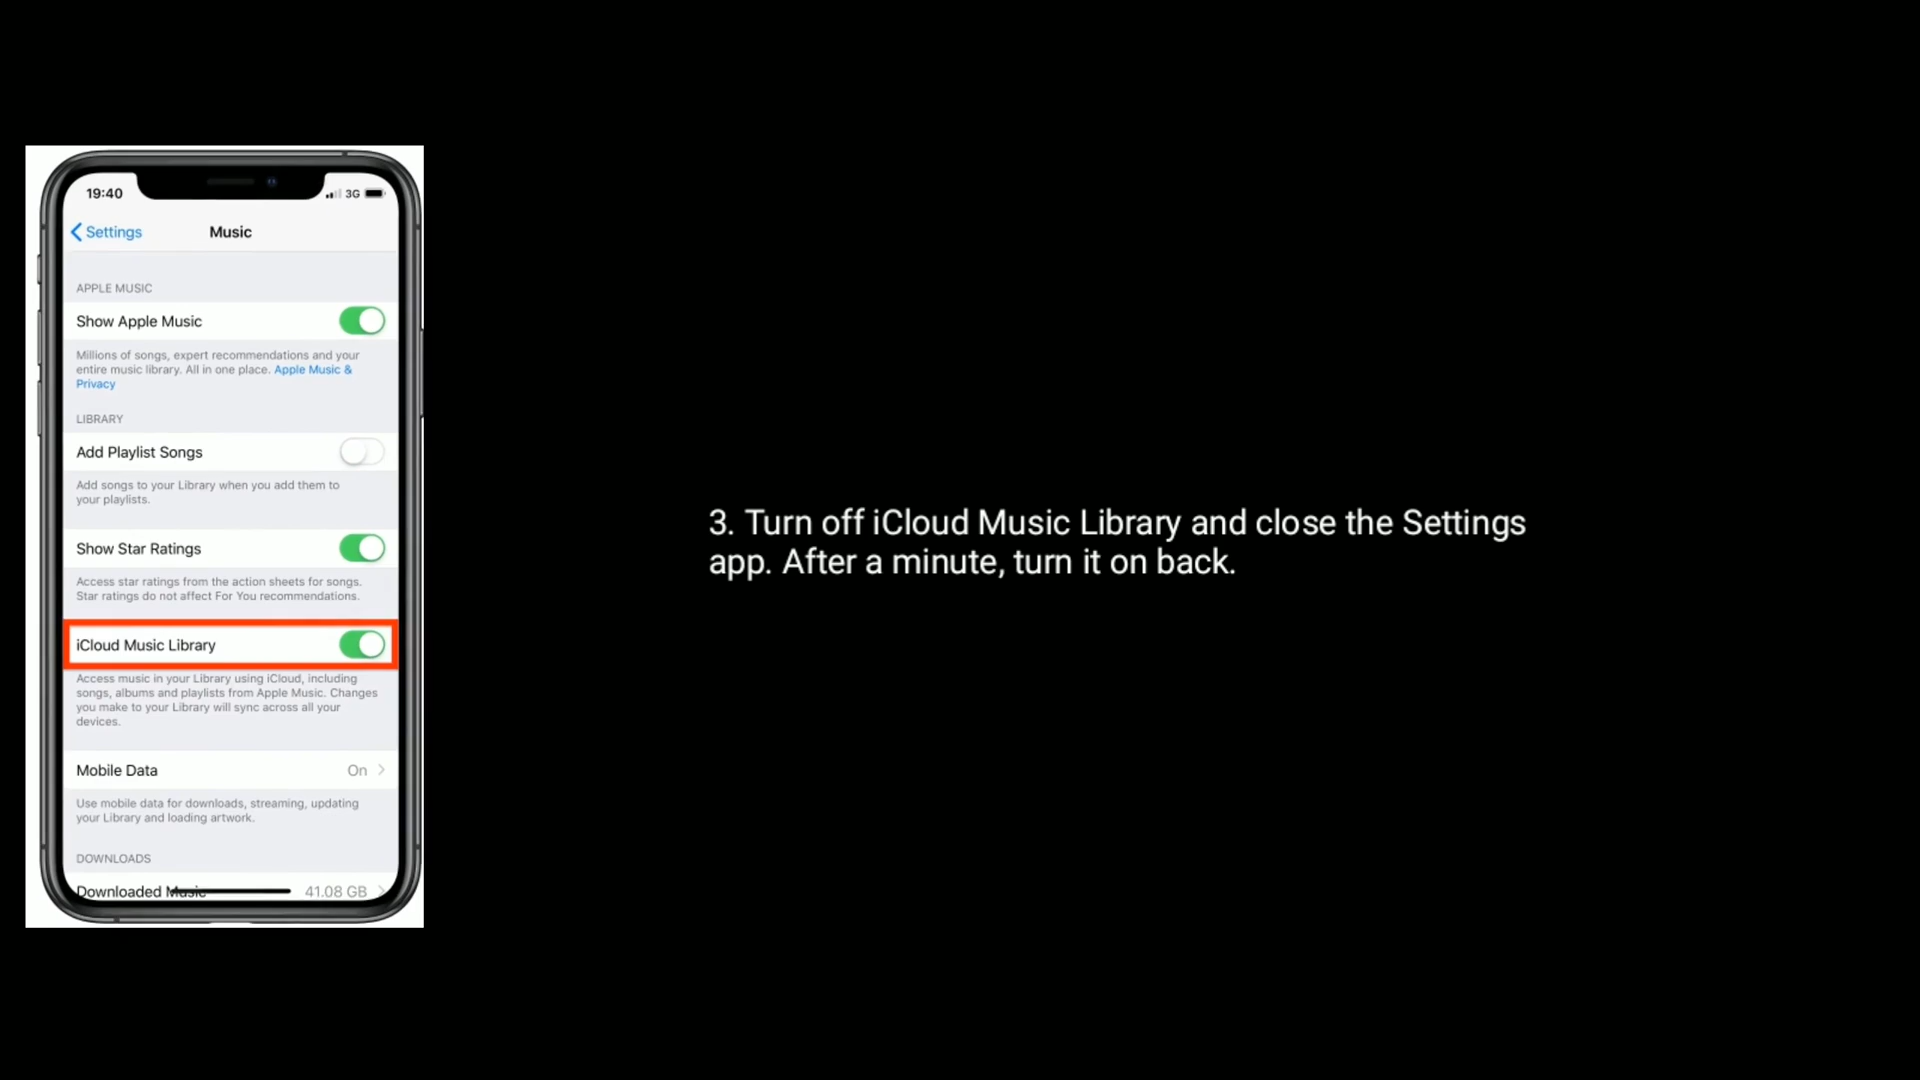 19:40
3G
Settings
Music
APPLE MUSIC
Show Apple Music
Millions of songs, expert recommendations and your
entire music library. All in one place. Apple Music &
Privacy
LIBRARY
Add Playlist Songs
Add songs to your Library when you add them to
your playlists.
Show Star Ratings
Access star ratings from the action sheets for songs.
Star ratings do not affect For You recommendations.
iCloud Music Library
Access music in your Library using iCloud, including
songs, albums and playlists from Apple Music. Changes
you make to your Library will sync across all your
devices.
Mobile Data On
Use mobile data for downloads, streaming, updating
your Library and loading artwork.
DOWNLOADS
Downloaded Music 41.08 GB
3. Turn off iCloud Music Library and close the Settings
app. After a minute, turn it on back.